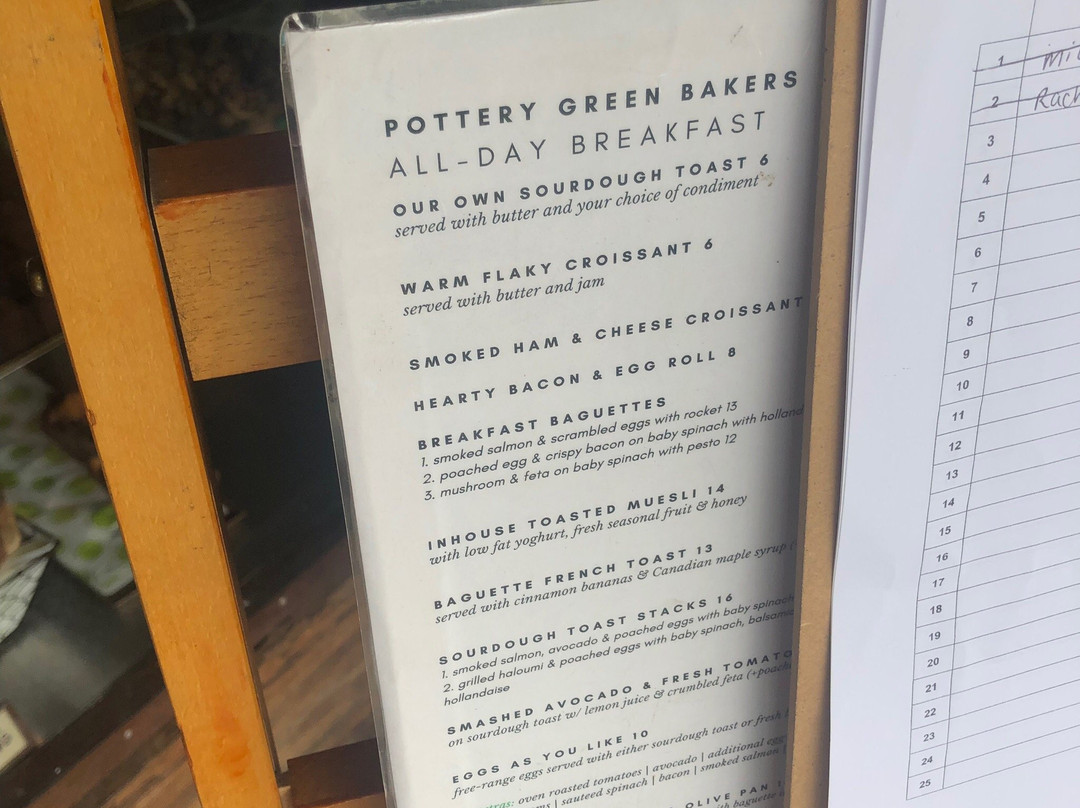 POTTERY GREEN BAKERS
ALL-DAY BREAKFAST
OUR OWN SOURDOUGH TOAST 6
served with butter and your choice of condiment
WARM FLAKY CROISSANT 6
served with butter and jam
SMOKED HAM & CHEESE CROISSANT
HEARTY BACON & EGG ROLL 8
BREAKFAST BAGUETTES
1. smoked salmon & scrambled eggs with rocket 13
2. poached egg & crispy bacon on baby spinach with
3. mushroom & feta on baby spinach with pesto 12
INHOUSE TOASTED MUESLI 14
with low fat yoghurt, fresh seasonal fruit & honey
BAGUETTE FRENCH TOAST 13
served with cinnamon bananas & Canadian maple syrup
SOURDOUGH TOAST STACKS 16
1. smoked salmon, avocado & poached eggs with baby spinach
2. grilled haloumi & poached eggs with baby spinach,
hollandaise
SMASHED AVOCADO & FRESH
on sourdough toast w/ lemon juice & crumbled feta
EGGS AS YOU LIKE 10
free-range eggs served with either sourdough toast or fresh
oven roasted tomatoes | avocado | additional
| sauteed spinach | bacon | smoked salmon |
OLIVE PAN
baguette
1
2
3
4
5
6
7
8
9
10
11
12
13
14
15
16
17
18
19
20
21
22
23
24
25